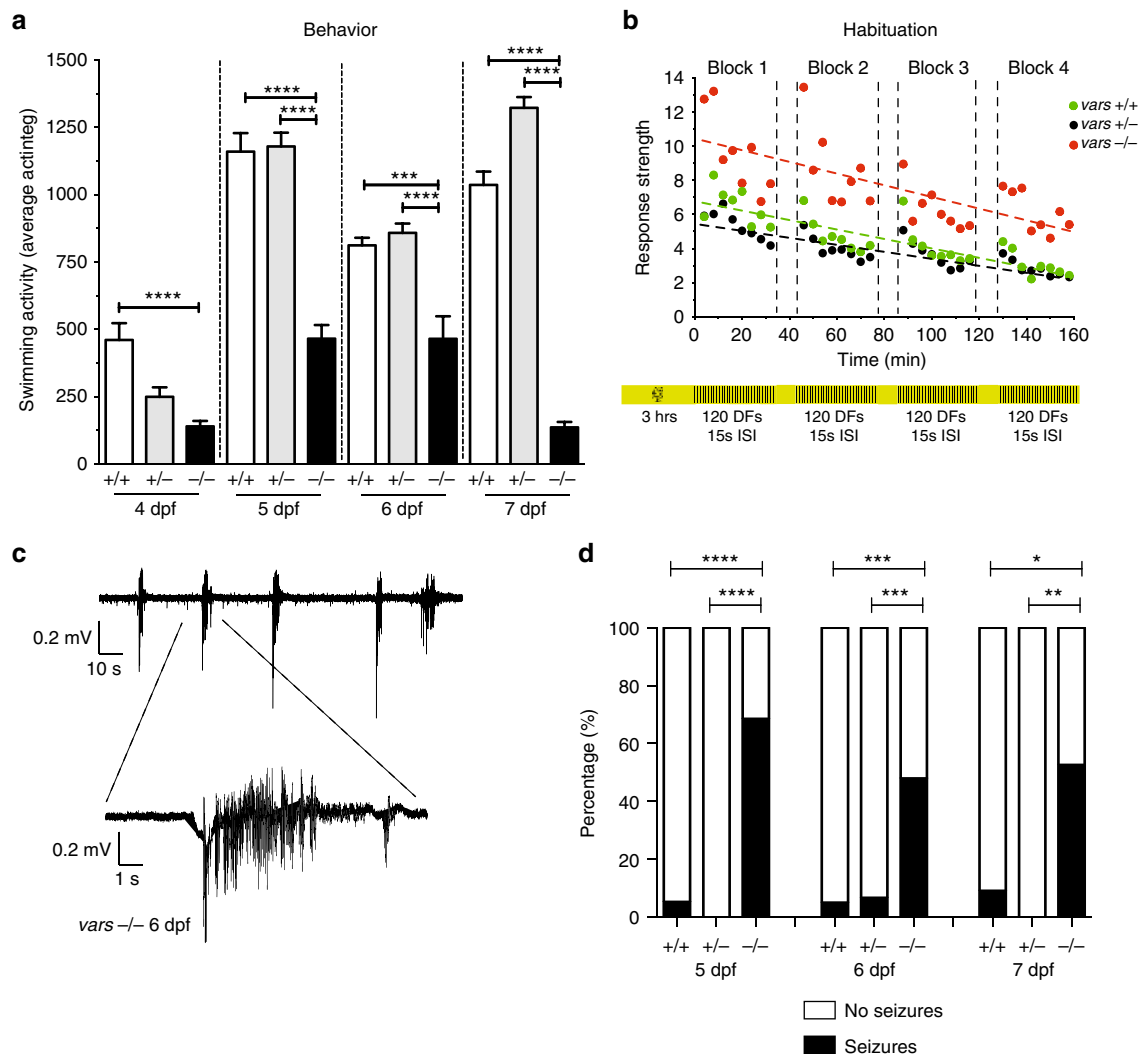 a
Behavior
Swimming activity (average actinteg)
1500
1250
1000
750
500
250
0
****
****
****
***
****
****
****
+/+ +/– –/– +/+ +/– –/– +/+ +/– –/– +/+ +/– –/–
4 dpf 5 dpf 6 dpf 7 dpf
b
Habituation
Block 1 Block 2 Block 3 Block 4
Response strength
14
12
10
8
6
4
2
0
0 20 40 60 80 100 120 140 160
Time (min)
vars +/+
vars +/–
vars –/–
3 hrs
120 DFs 120 DFs 120 DFs 120 DFs
15s ISI 15s ISI 15s ISI 15s ISI
c
0.2 mV
10 s
0.2 mV
1 s
vars –/– 6 dpf
d
**** *** *
**** *** **
Percentage (%)
100
80
60
40
20
0
+/+ +/– –/– +/+ +/– –/– +/+ +/– –/–
5 dpf 6 dpf 7 dpf
No seizures
Seizures